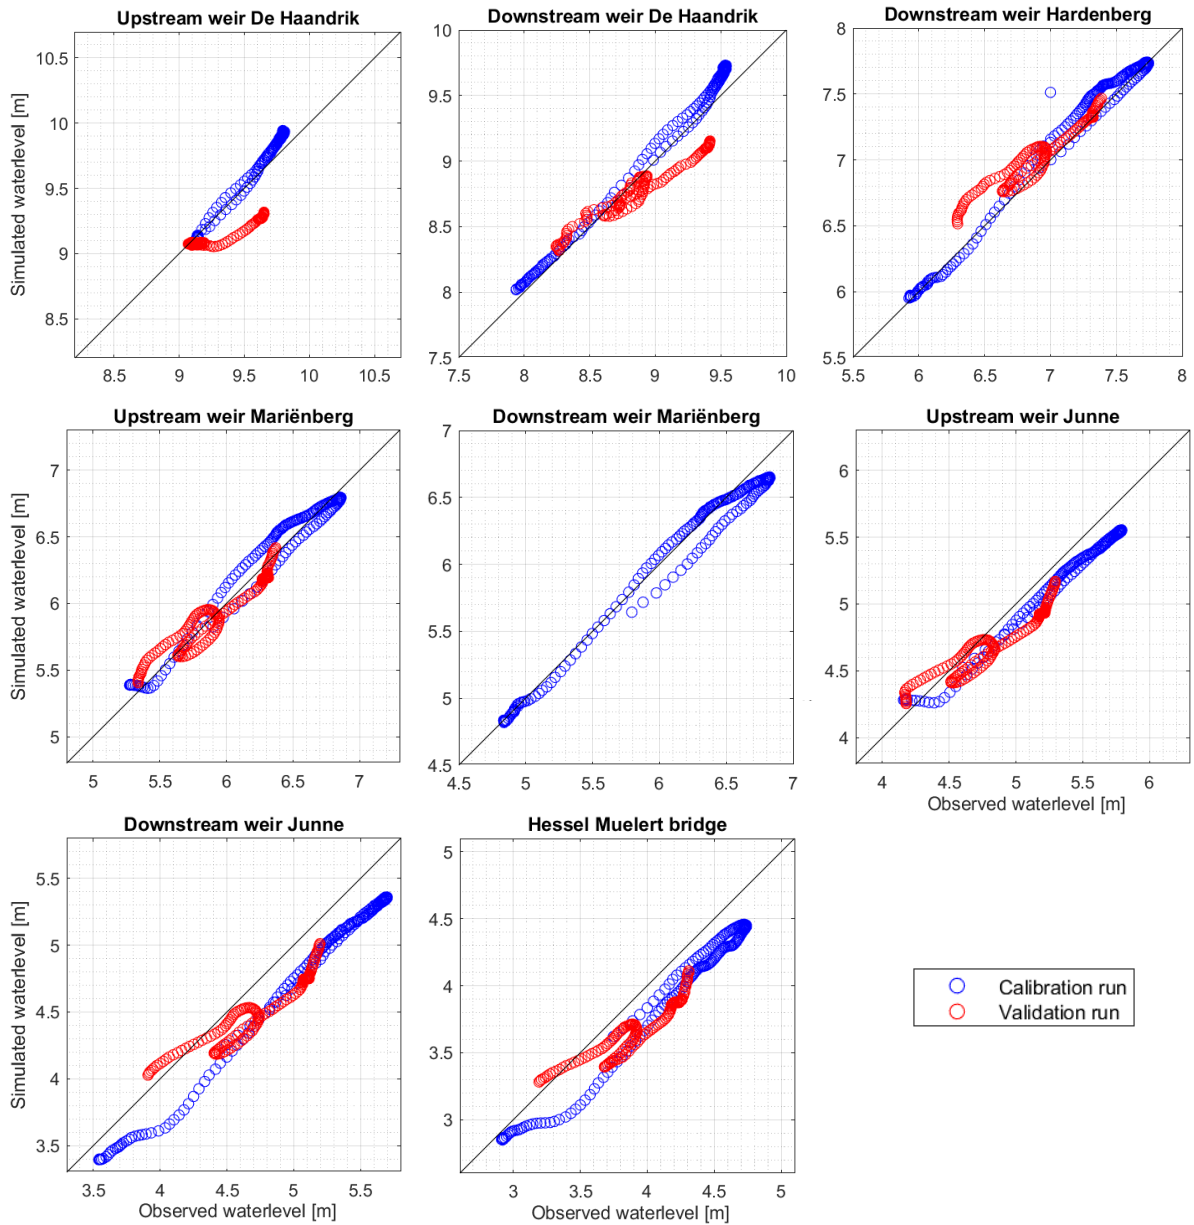 Upstream weir De Haandrik
Downstream weir De Haandrik
Downstream weir Hardenberg
Simulated waterlevel [m]
10.5
10
9.5
9
8.5
8.5 9 9.5 10 10.5
10
9.5
9
8.5
8
7.5
7.5 8 8.5 9 9.5 10
8
7.5
7
6.5
6
5.5
5.5 6 6.5 7 7.5 8
Upstream weir Mariënberg
Downstream weir Mariënberg
Upstream weir Junne
Simulated waterlevel [m]
7
6.5
6
5.5
5
5 5.5 6 6.5 7
7
6.5
6
5.5
5
4.5
4.5 5 5.5 6 6.5 7
6
5.5
5
4.5
4
4 4.5 5 5.5 6
Observed waterlevel [m]
Downstream weir Junne
Hessel Muelert bridge
Simulated waterlevel [m]
5.5
5
4.5
4
3.5
3.5 4 4.5 5 5.5
Observed waterlevel [m]
5
4.5
4
3.5
3
3 3.5 4 4.5 5
Observed waterlevel [m]
Calibration run
Validation run